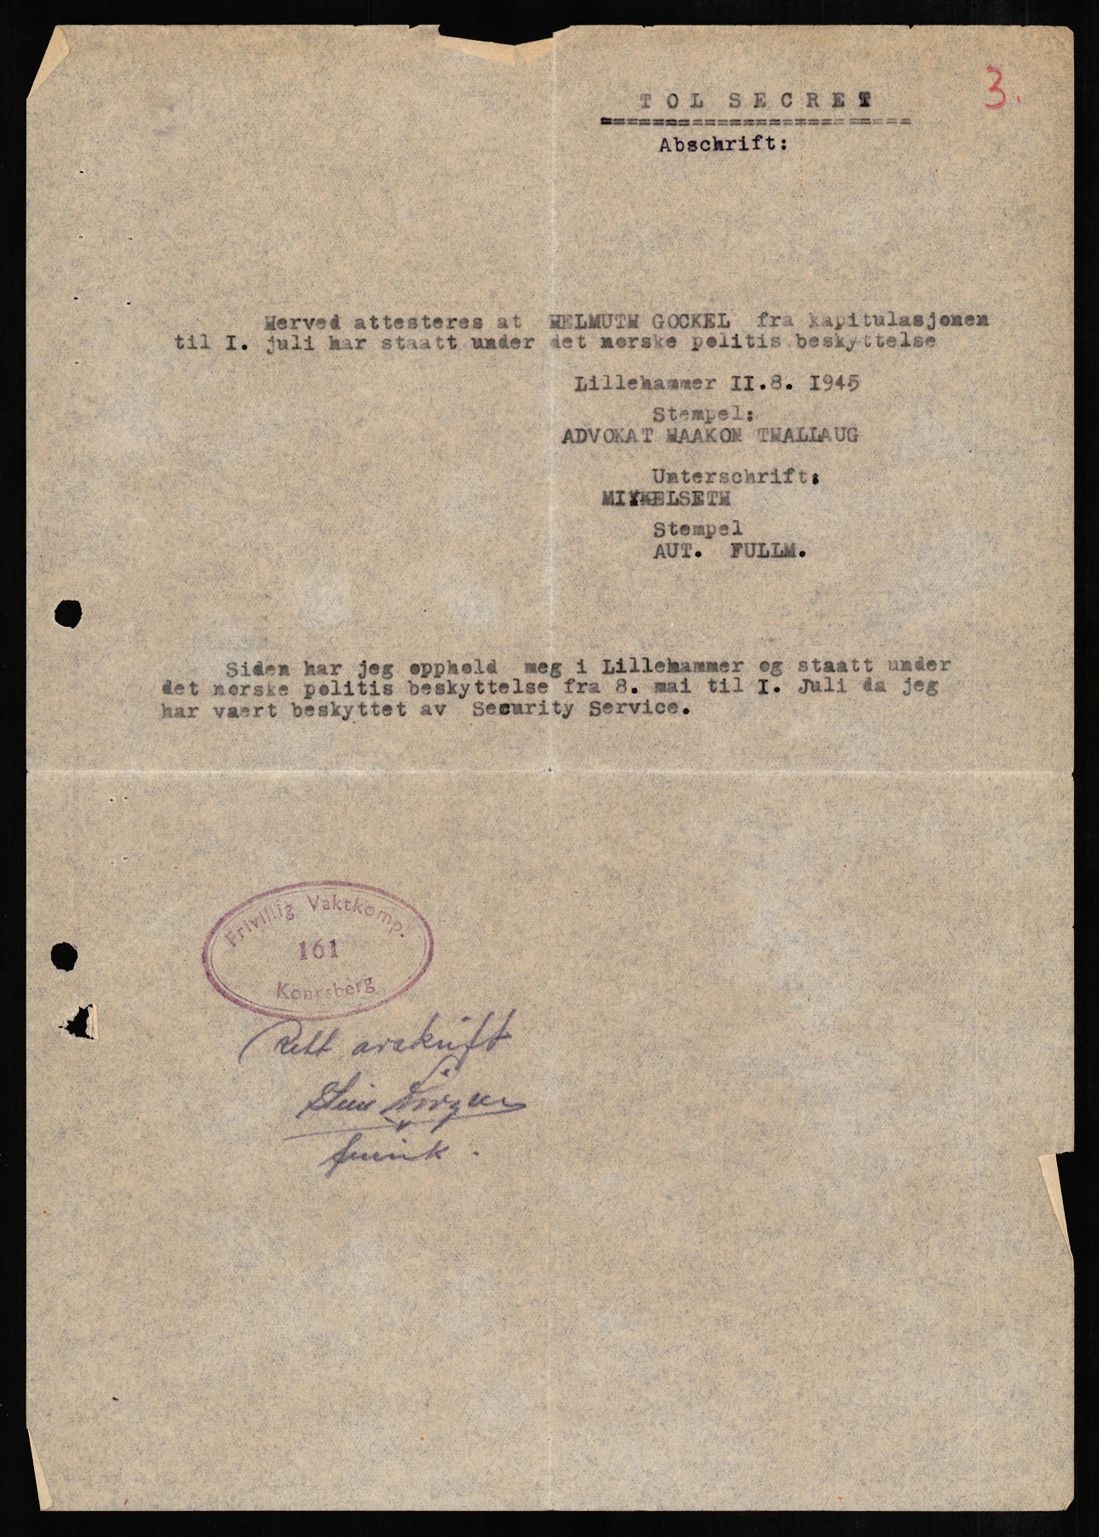 3.
TOL SECRET
Abschrift:
Herved attesteres at HELMUTH GOCKEL fra kapitulasjonen
til I. juli har staatt under det norske politis beskyttelse
Lillehammer II.8. I945
Stempel:
ADVOKAT HAAKON THALLAUG
Unterschrift:
MIKKELSETH
Stempel
AUT. FULLM.
Siden har jeg opphold meg i Lillehammer og staatt under
det norske politis beskyttelse fra 8. mai til I. Juli da jeg
har vaert beskyttet av Security Service.
Frivillig Vaktkomp.
161
Kongsberg
Rett avskrift